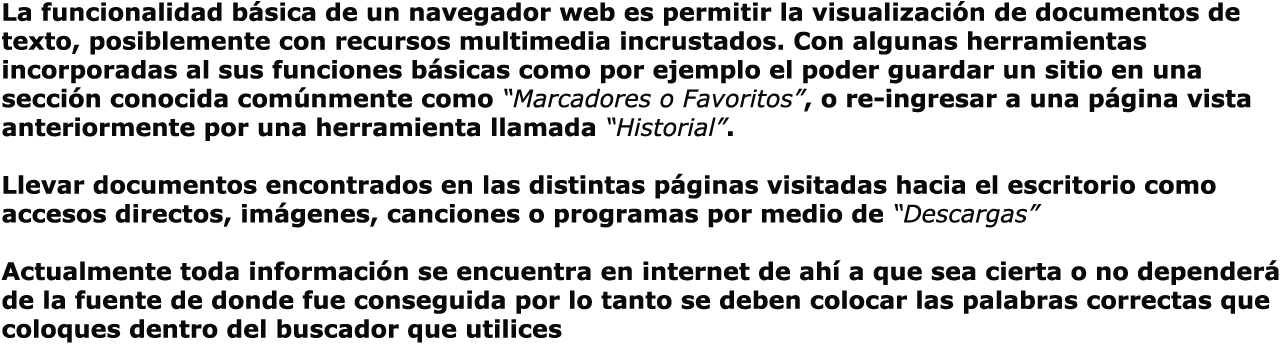 La funcionalidad básica de un navegador web es permitir la visualización de documentos de
texto, posiblemente con recursos multimedia incrustados. Con algunas herramientas
incorporadas al sus funciones básicas como por ejemplo el poder guardar un sitio en una
sección conocida comúnmente como “Marcadores o Favoritos”, o re-ingresar a una página vista
anteriormente por una herramienta llamada “Historial”.
Llevar documentos encontrados en las distintas páginas visitadas hacia el escritorio como
accesos directos, imágenes, canciones o programas por medio de “Descargas”
Actualmente toda información se encuentra en internet de ahí a que sea cierta o no dependerá
de la fuente de donde fue conseguida por lo tanto se deben colocar las palabras correctas que
coloques dentro del buscador que utilices